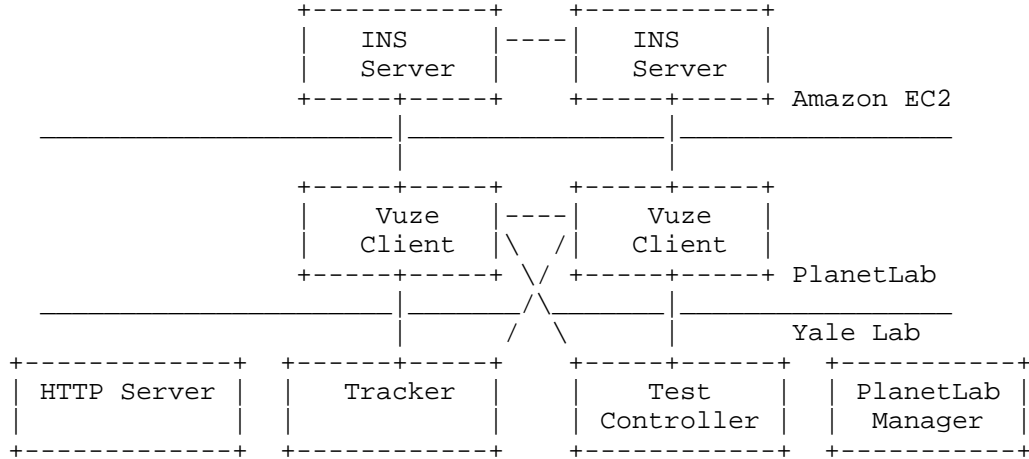 INS INS
Server Server
Amazon EC2
Vuze Vuze
Client Client
PlanetLab
Yale Lab
HTTP Server Tracker Test PlanetLab
Controller Manager